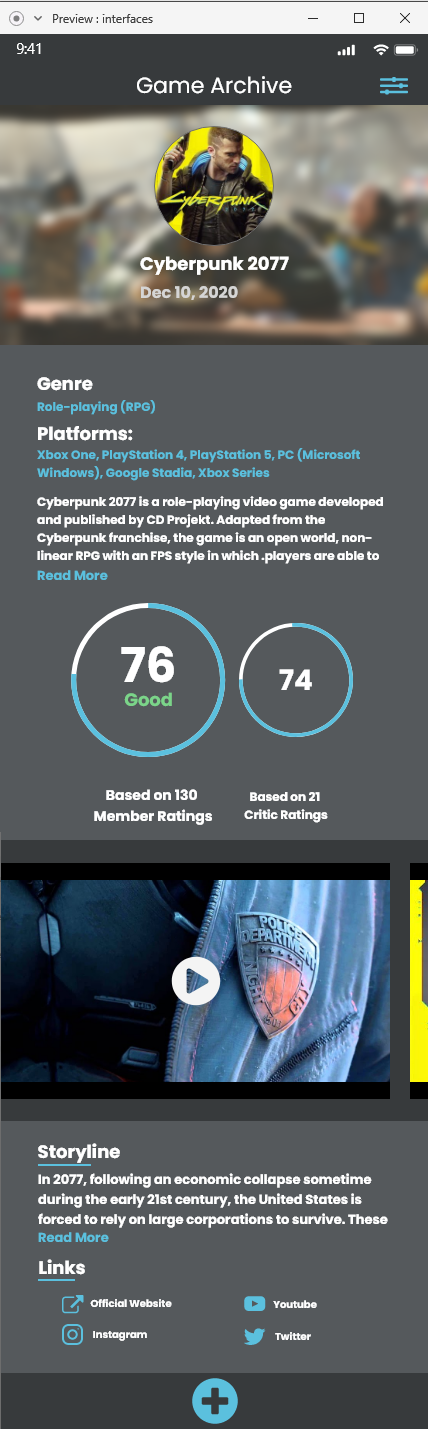 Preview : interfaces
9:41
Game Archive
CYBERPUNK
Cyberpunk 2077
Dec 10, 2020
Genre
Role-playing (RPG)
Platforms:
Xbox One, PlayStation 4, PlayStation 5, PC (Microsoft
Windows), Google Stadia, Xbox Series
Cyberpunk 2077 is a role-playing video game developed
and published by CD Projekt. Adapted from the
Cyberpunk franchise, the game is an open world, non-
linear RPG with an FPS style in which .players are able to
Read More
76
Good
74
Based on 130
Member Ratings
Based on 21
Critic Ratings
POLICE
DEPARTMENT
NIGHT
CITY
Storyline
In 2077, following an economic collapse sometime
during the early 21st century, the United States is
forced to rely on large corporations to survive. These
Read More
Links
Official Website
Youtube
Instagram
Twitter